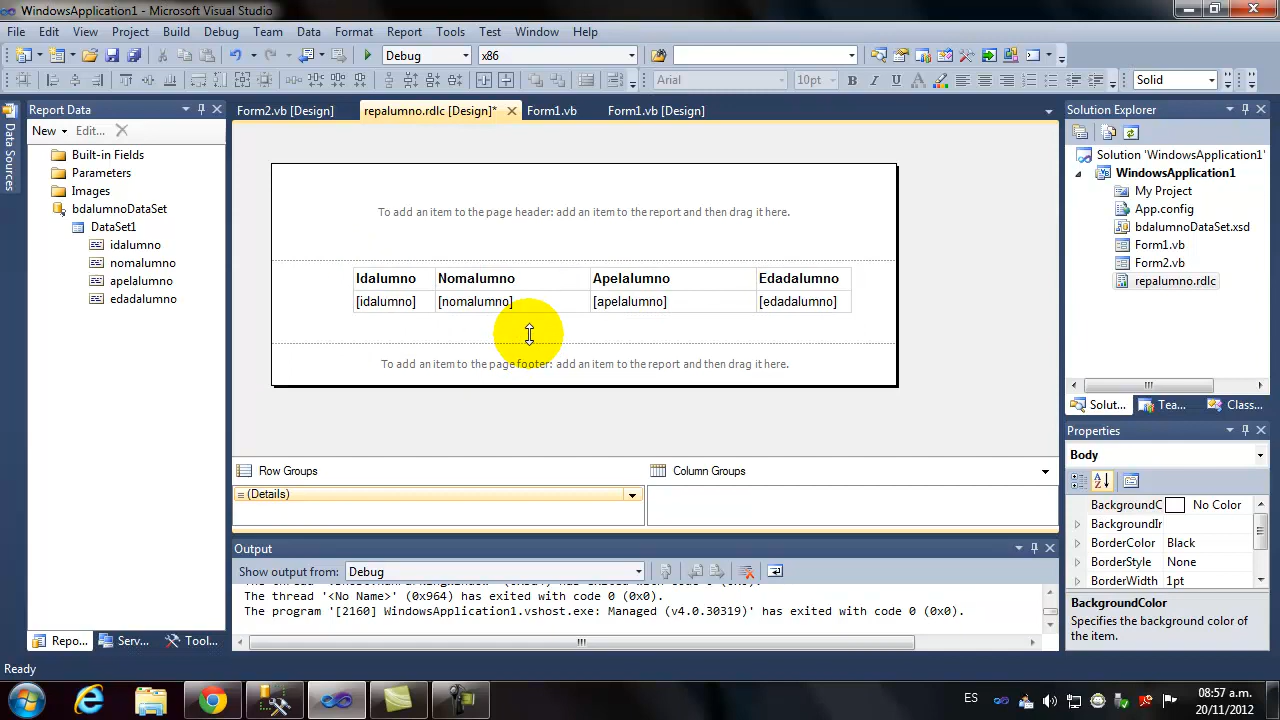 WindowsApplication1 - Microsoft Visual Studio
File Edit View Project Build Debug Team Data Format Report Tools Test Window Help
Debug x86
Arial 10pt B I U A Solid
Report Data
Form2.vb [Design] repalumno.rdlc [Design]* Form1.vb Form1.vb [Design]
Solution Explorer
New Edit...
Data Sources
Built-in Fields
Parameters
Images
bdalumnoDataSet
DataSet1
idalumno
nomalumno
apelalumno
edadalumno
To add an item to the page header: add an item to the report and then drag it here.
Idalumno Nomalumno Apelalumno Edadalumno
[idalumno] [nomalumno] [apelalumno] [edadalumno]
To add an item to the page footer: add an item to the report and then drag it here.
Row Groups Column Groups
(Details)
Output
Show output from: Debug
The thread '<No Name>' (0x964) has exited with code 0 (0x0).
The program '[2160] WindowsApplication1.vshost.exe: Managed (v4.0.30319)' has exited with code 0 (0x0).
Solution 'WindowsApplication1'
WindowsApplication1
My Project
App.config
bdalumnoDataSet.xsd
Form1.vb
Form2.vb
repalumno.rdlc
Solut... Tea... Class...
Properties
Body
BackgroundC No Color
BackgroundIr
BorderColor Black
BorderStyle None
BorderWidth 1pt
BackgroundColor
Specifies the background color of
the item.
Repo... Serv... Tool...
Ready
ES 08:57 a.m.
20/11/2012